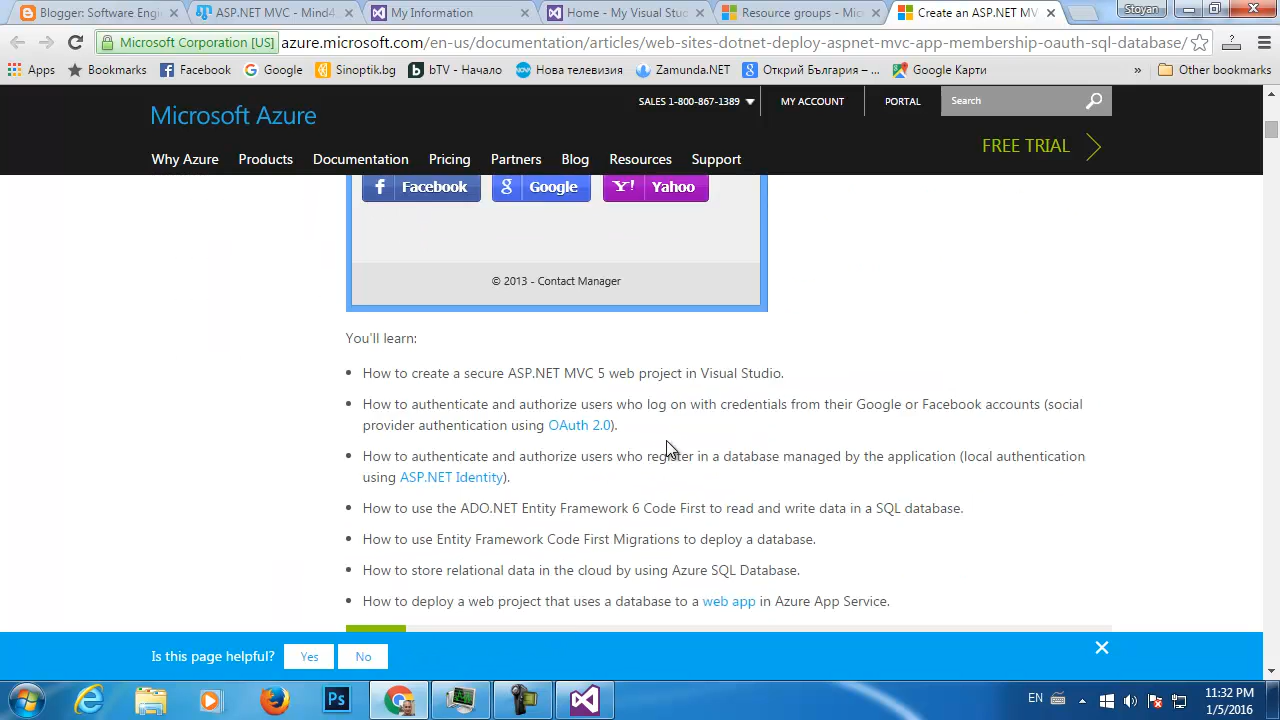 Blogger: Software Engi
ASP.NET MVC - Mind4
My Information
Home - My Visual Studi
Resource groups - Micr
Create an ASP.NET MV
Stoyan
Microsoft Corporation [US]
azure.microsoft.com/en-us/documentation/articles/web-sites-dotnet-deploy-aspnet-mvc-app-membership-oauth-sql-database/
Apps
Bookmarks
Facebook
Google
Sinoptik.bg
bTV - Начало
Нова телевизия
Zamunda.NET
Открий България – ...
Google Карти
»
Other bookmarks
Microsoft Azure
SALES 1-800-867-1389
MY ACCOUNT
PORTAL
Search
Why Azure
Products
Documentation
Pricing
Partners
Blog
Resources
Support
FREE TRIAL
f Facebook
g Google
Y! Yahoo
© 2013 - Contact Manager
You'll learn:
• How to create a secure ASP.NET MVC 5 web project in Visual Studio.
• How to authenticate and authorize users who log on with credentials from their Google or Facebook accounts (social
provider authentication using OAuth 2.0).
• How to authenticate and authorize users who register in a database managed by the application (local authentication
using ASP.NET Identity).
• How to use the ADO.NET Entity Framework 6 Code First to read and write data in a SQL database.
• How to use Entity Framework Code First Migrations to deploy a database.
• How to store relational data in the cloud by using Azure SQL Database.
• How to deploy a web project that uses a database to a web app in Azure App Service.
Is this page helpful?
Yes
No
Ps
EN
11:32 PM
1/5/2016